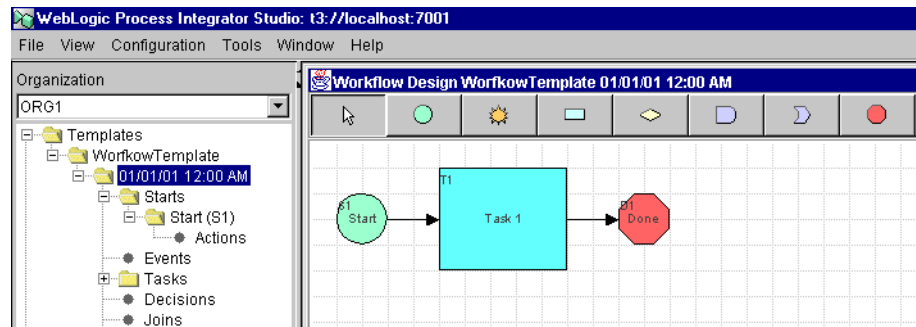 WebLogic Process Integrator Studio: t3://localhost:7001
File View Configuration Tools Window Help
Organization
ORG1
Templates
WorfkowTemplate
01/01/01 12:00 AM
Starts
Start (S1)
Actions
Events
Tasks
Decisions
Joins
Workflow Design WorfkowTemplate 01/01/01 12:00 AM
S1
Start
T1
Task 1
D1
Done